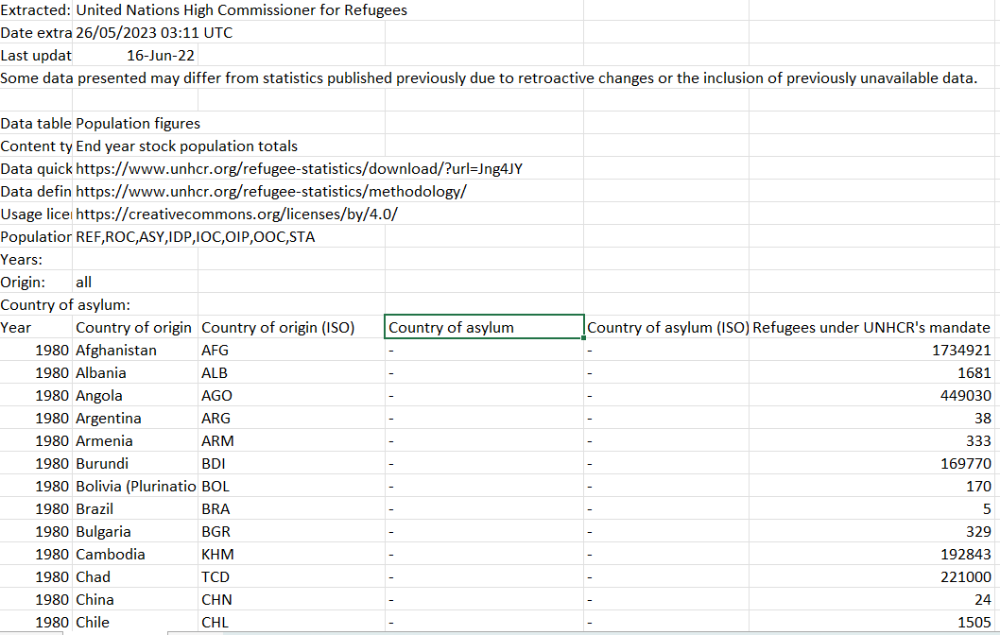 Extracted: United Nations High Commissioner for Refugees
Date extra 26/05/2023 03:11 UTC
Last updat 16-Jun-22
Some data presented may differ from statistics published previously due to retroactive changes or the inclusion of previously unavailable data.
Data table Population figures
Content ty End year stock population totals
Data quick https://www.unhcr.org/refugee-statistics/download/?url=Jng4JY
Data defin https://www.unhcr.org/refugee-statistics/methodology/
Usage lice https://creativecommons.org/licenses/by/4.0/
Population REF,ROC,ASY,IDP,IOC,OIP,OOC,STA
Years:
Origin: all
Country of asylum:
Year Country of origin Country of origin (ISO) Country of asylum Country of asylum (ISO) Refugees under UNHCR's mandate
1980 Afghanistan AFG - - 1734921
1980 Albania ALB - - 1681
1980 Angola AGO - - 449030
1980 Argentina ARG - - 38
1980 Armenia ARM - - 333
1980 Burundi BDI - - 169770
1980 Bolivia (Plurinatio BOL - - 170
1980 Brazil BRA - - 5
1980 Bulgaria BGR - - 329
1980 Cambodia KHM - - 192843
1980 Chad TCD - - 221000
1980 China CHN - - 24
1980 Chile CHL - - 1505